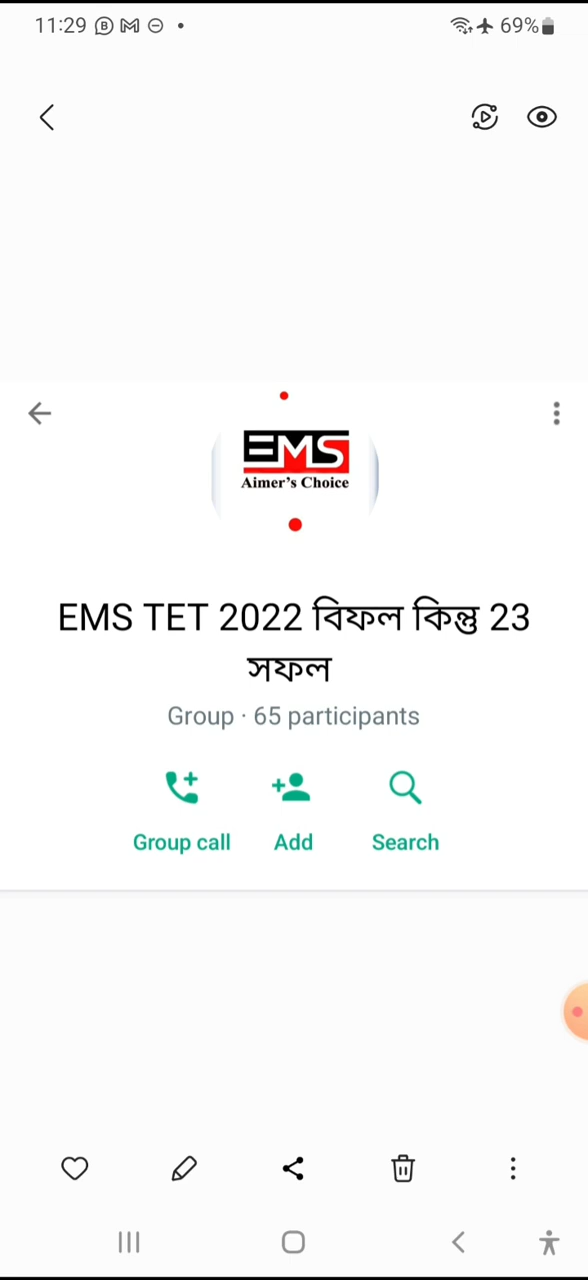 11:29
69%
EMS
Aimer's Choice
EMS TET 2022 বিফল কিন্তু 23
সফল
Group · 65 participants
Group call Add Search